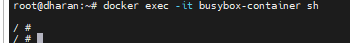 root@dharan:~# docker exec -it busybox-container sh
/ #
/ #